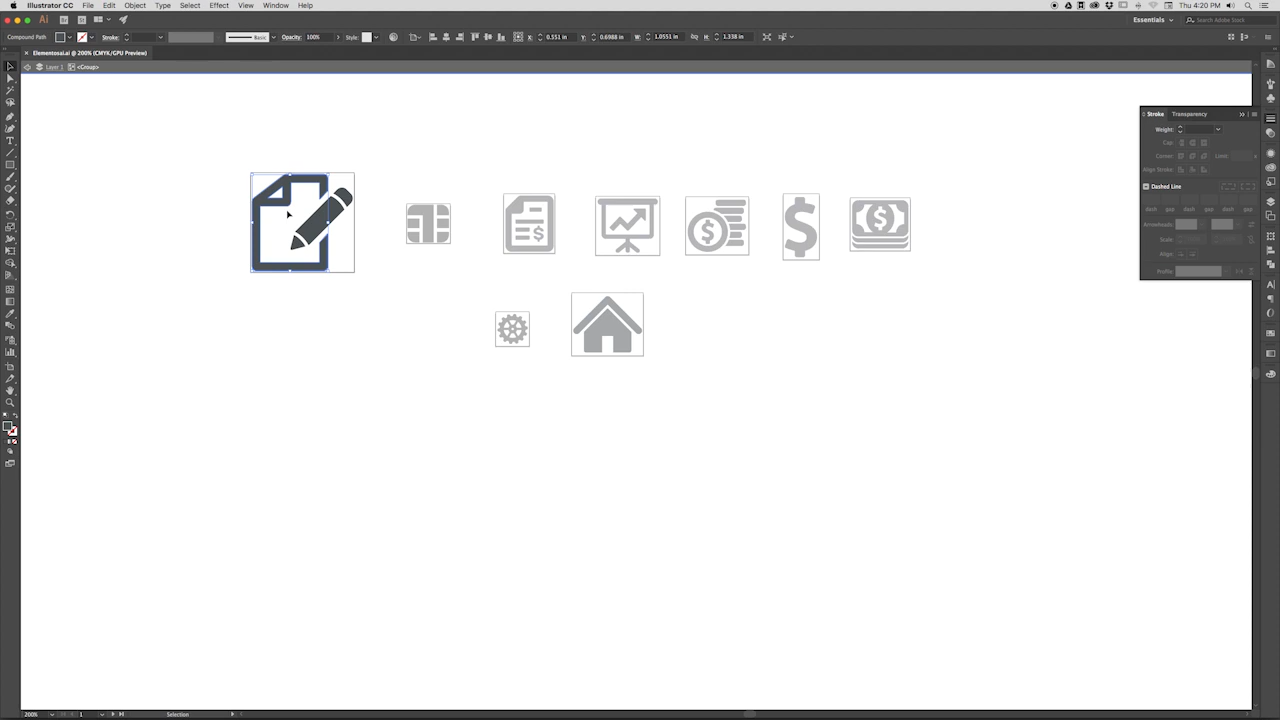 Illustrator CC File Edit Object Type Select Effect View Window Help Thu 4:20 PM
Ai Br St Essentials Search Adobe Stock
Compound Path Stroke: Basic Opacity: 100% Style: X: 0.551 in Y: 0.6988 in W: 1.0551 in H: 1.338 in
× Elementosai.ai @ 200% (CMYK/GPU Preview)
Layer 1 <Group>
Stroke Transparency
Weight:
Cap:
Corner: Limit:
Align Stroke:
Dashed Line
dash gap dash gap dash gap
Arrowheads:
Scale:
Align:
Profile:
$ $ $ $
200% 1 Selection